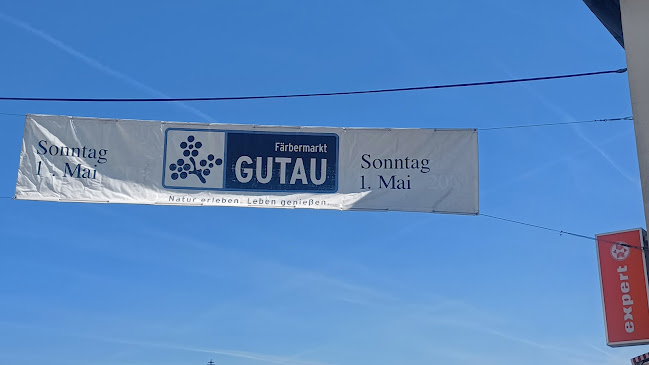 Sonntag
1. Mai
Färbermarkt
GUTAU
Natur erleben. Leben genießen.
Sonntag
1. Mai
expert